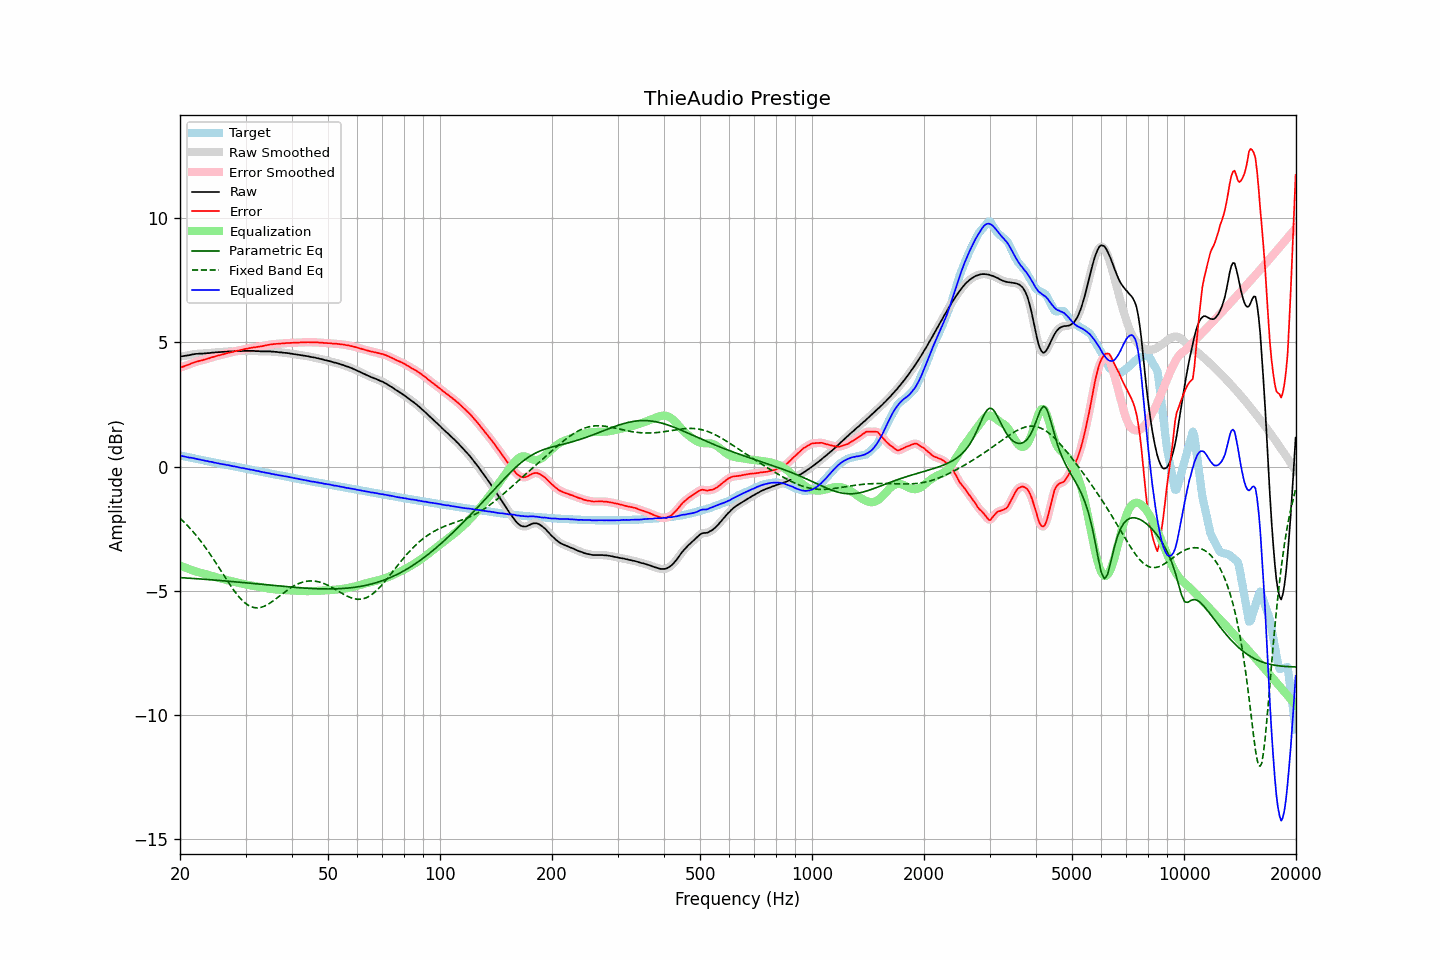 ThieAudio Prestige
Target
Raw Smoothed
Error Smoothed
Raw
Error
Equalization
Parametric Eq
Fixed Band Eq
Equalized
Amplitude (dBr)
10
5
0
−5
−10
−15
20
50
100
200
500
1000
2000
5000
10000
20000
Frequency (Hz)